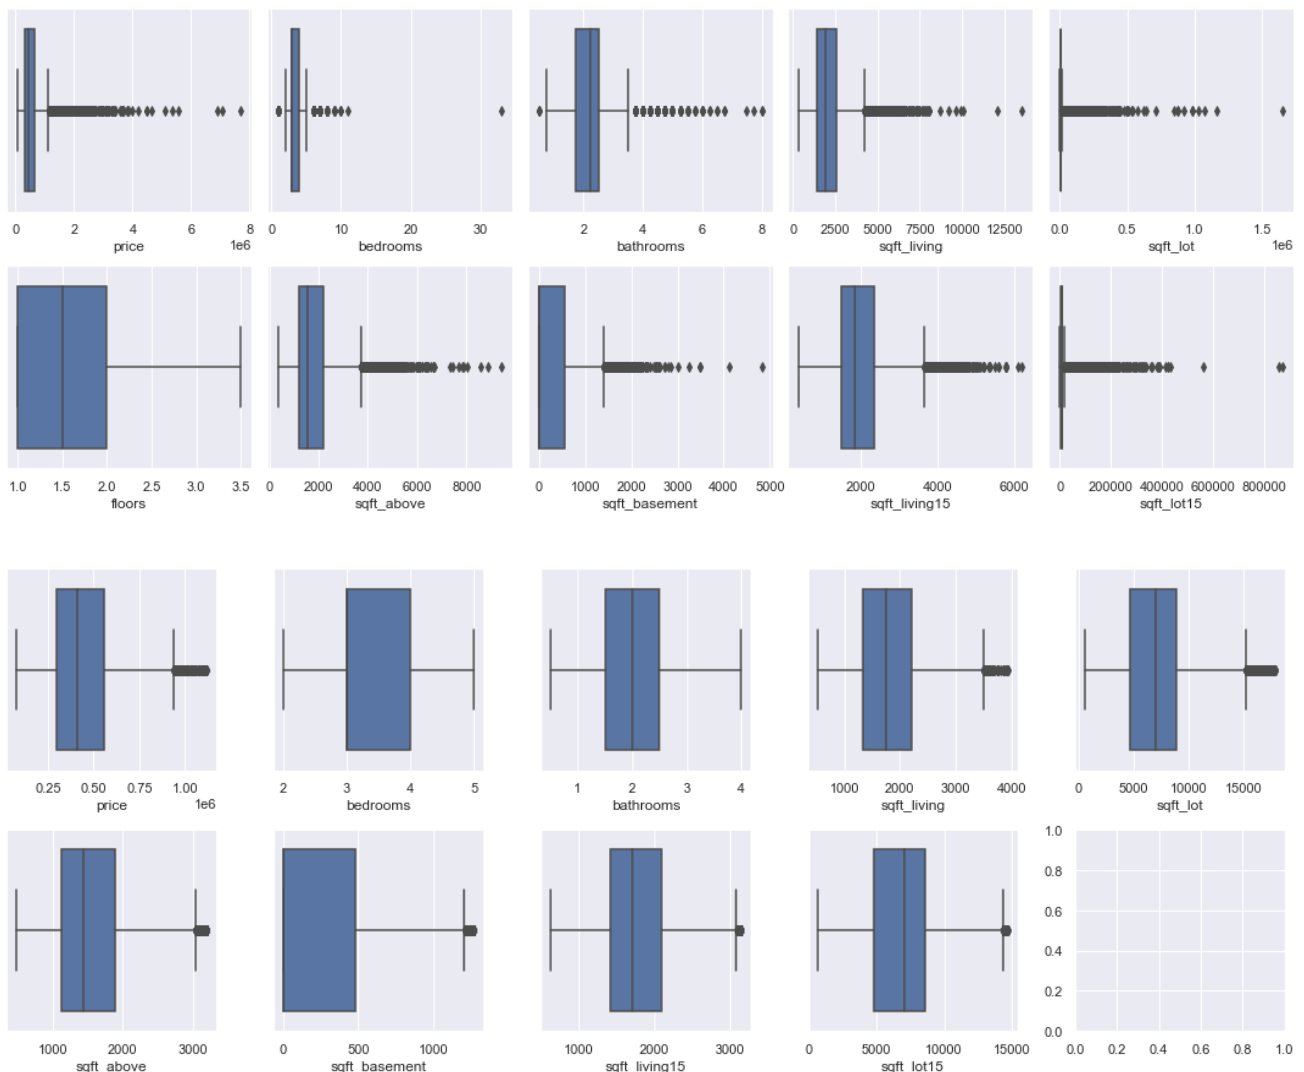 0 2 4 6 8 0 10 20 30 2 4 6 8 0 2500 5000 7500 10000 12500 0.0 0.5 1.0 1.5
price 1e6 bedrooms bathrooms sqft_living sqft_lot 1e6
1.0 1.5 2.0 2.5 3.0 3.5 0 2000 4000 6000 8000 0 1000 2000 3000 4000 5000 2000 4000 6000 0 200000 400000 600000 800000
floors sqft_above sqft_basement sqft_living15 sqft_lot15
0.25 0.50 0.75 1.00 2 3 4 5 1 2 3 4 1000 2000 3000 4000 0 5000 10000 15000
price 1e6 bedrooms bathrooms sqft_living sqft_lot
1.0
0.8
0.6
0.4
0.2
0.0
1000 2000 3000 0 500 1000 1000 2000 3000 0 5000 10000 15000 0.0 0.2 0.4 0.6 0.8 1.0
sqft_above sqft_basement sqft_living15 sqft_lot15